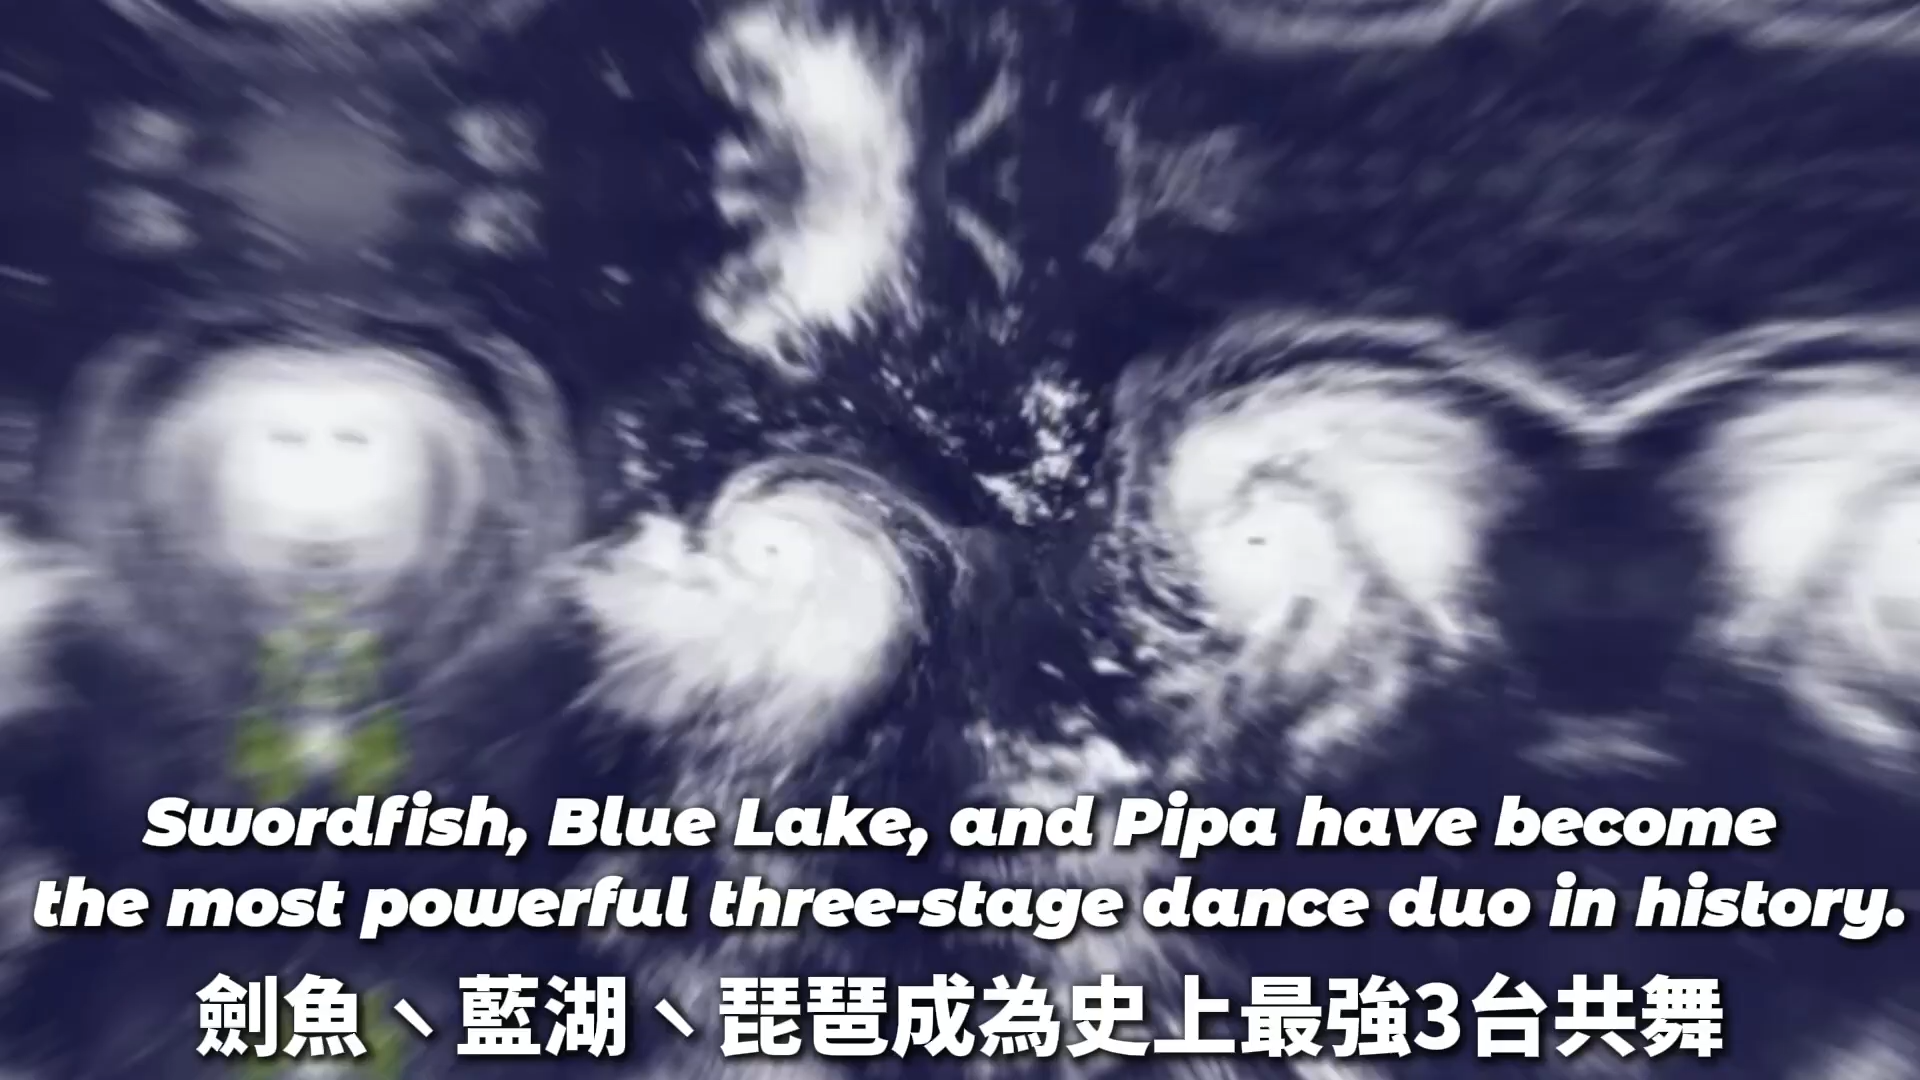 Swordfish, Blue Lake, and Pipa have become
the most powerful three-stage dance duo in history.
劍魚、藍湖、琵琶成為史上最強3台共舞